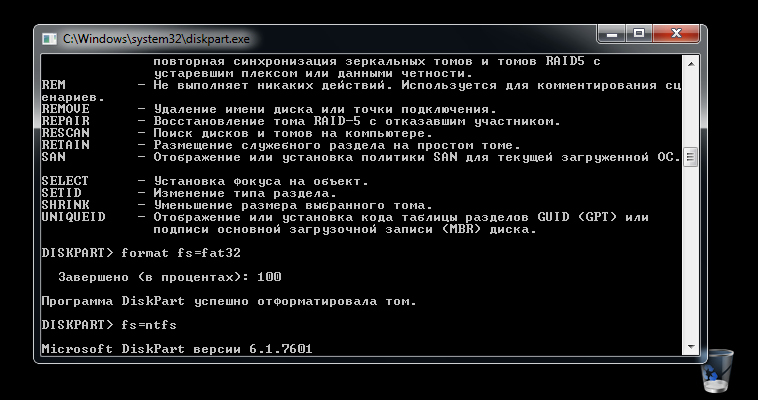 C:\Windows\system32\diskpart.exe
повторная синхронизация зеркальных томов и томов RAID5 с
устаревшим плексом или данными четности.
REM - Не выполняет никаких действий. Используется для комментирования сц
енариев.
REMOVE - Удаление имени диска или точки подключения.
REPAIR - Восстановление тома RAID-5 с отказавшим участником.
RESCAN - Поиск дисков и томов на компьютере.
RETAIN - Размещение служебного раздела на простом томе.
SAN - Отображение или установка политики SAN для текущей загруженной ОС.
SELECT - Установка фокуса на объект.
SETID - Изменение типа раздела.
SHRINK - Уменьшение размера выбранного тома.
UNIQUEID - Отображение или установка кода таблицы разделов GUID (GPT) или
подписи основной загрузочной записи (MBR) диска.
DISKPART> format fs=fat32
Завершено (в процентах): 100
Программа DiskPart успешно отформатировала том.
DISKPART> fs=ntfs
Microsoft DiskPart версии 6.1.7601